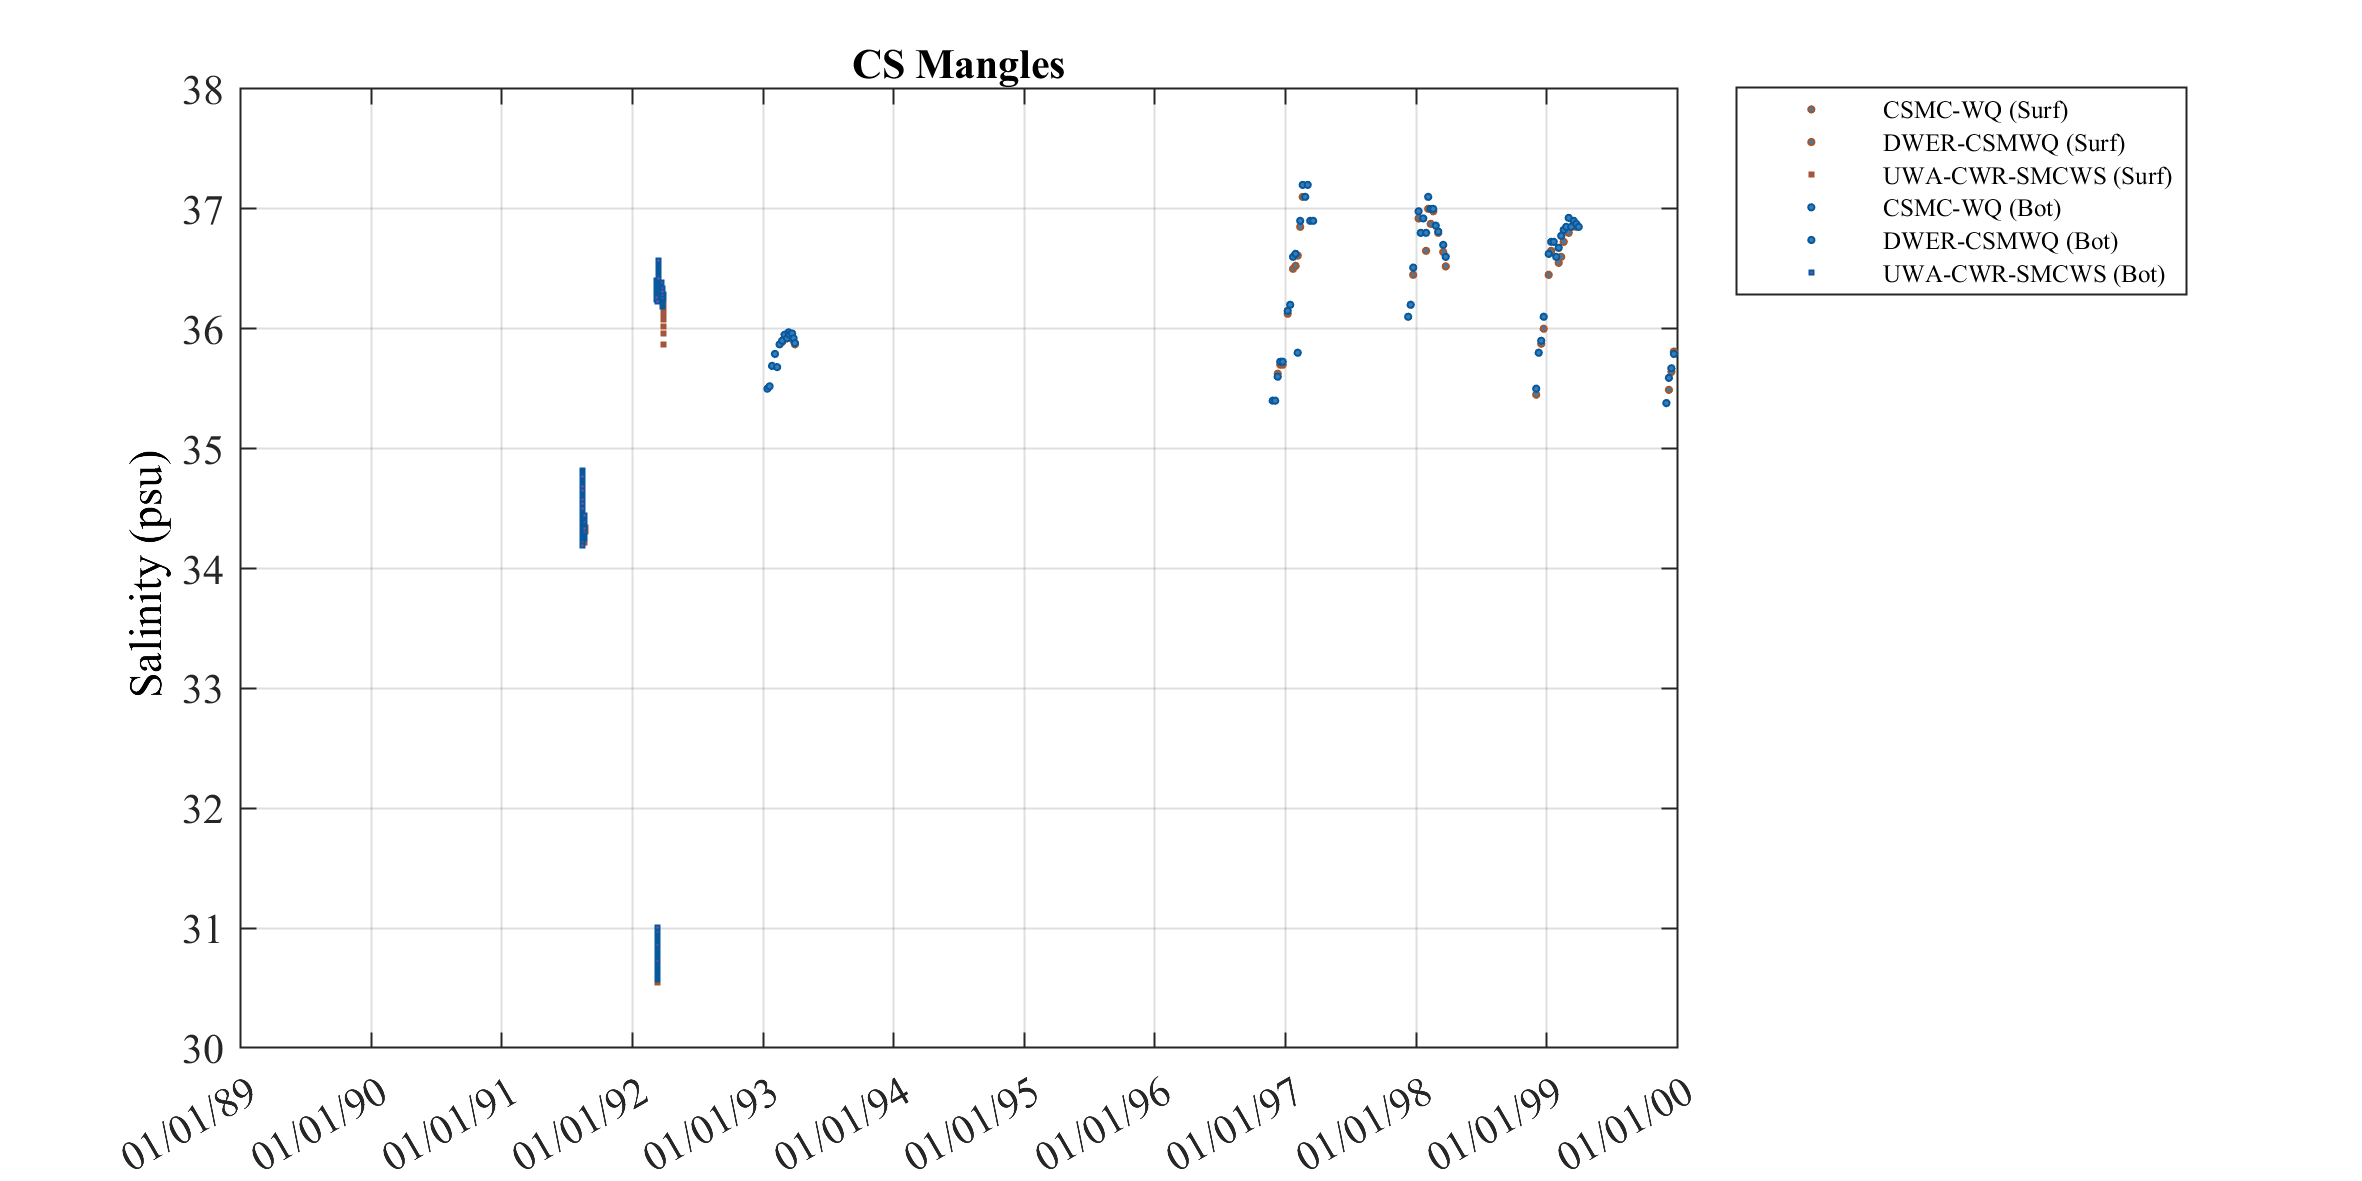 CS Mangles
38
37
36
35
34
33
32
31
30
Salinity (psu)
01/01/89
01/01/90
01/01/91
01/01/92
01/01/93
01/01/94
01/01/95
01/01/96
01/01/97
01/01/98
01/01/99
01/01/00
CSMC-WQ (Surf)
DWER-CSMWQ (Surf)
UWA-CWR-SMCWS (Surf)
CSMC-WQ (Bot)
DWER-CSMWQ (Bot)
UWA-CWR-SMCWS (Bot)